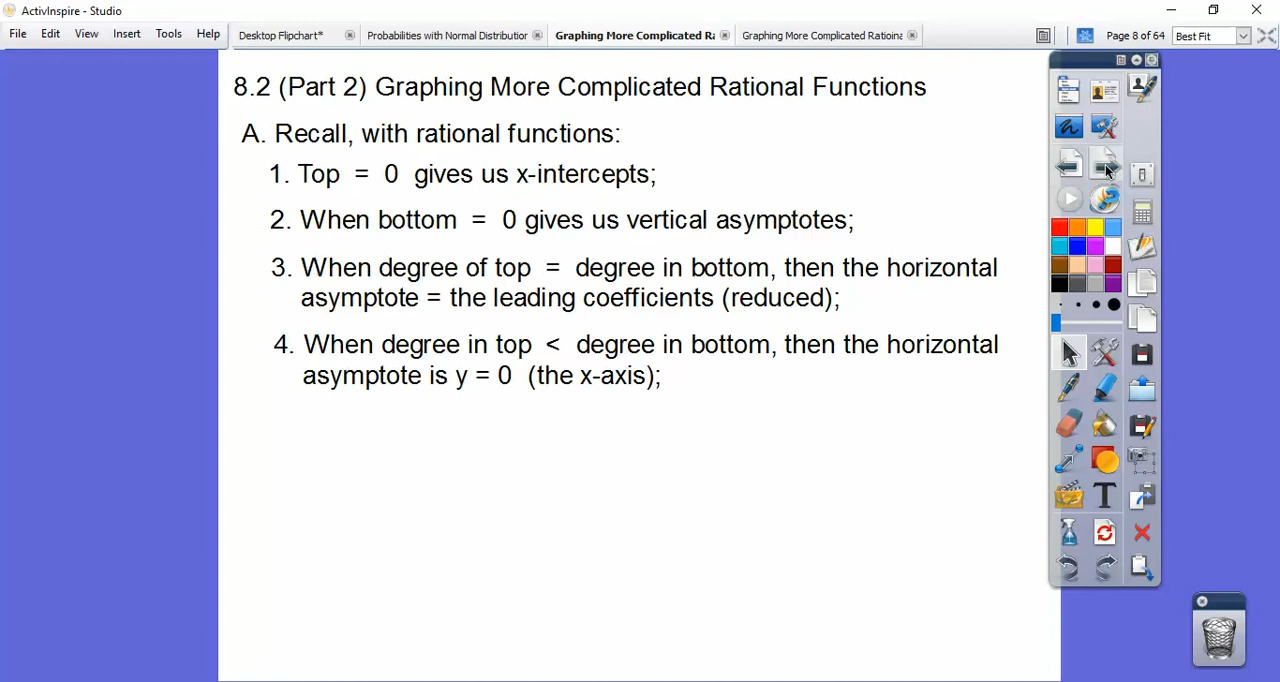 ActivInspire - Studio
File Edit View Insert Tools Help
Desktop Flipchart* Probabilities with Normal Distribution Graphing More Complicated Ra Graphing More Complicated Rationa
Page 8 of 64 Best Fit
8.2 (Part 2) Graphing More Complicated Rational Functions
A. Recall, with rational functions:
1. Top = 0 gives us x-intercepts;
2. When bottom = 0 gives us vertical asymptotes;
3. When degree of top = degree in bottom, then the horizontal
asymptote = the leading coefficients (reduced);
4. When degree in top < degree in bottom, then the horizontal
asymptote is y = 0 (the x-axis);